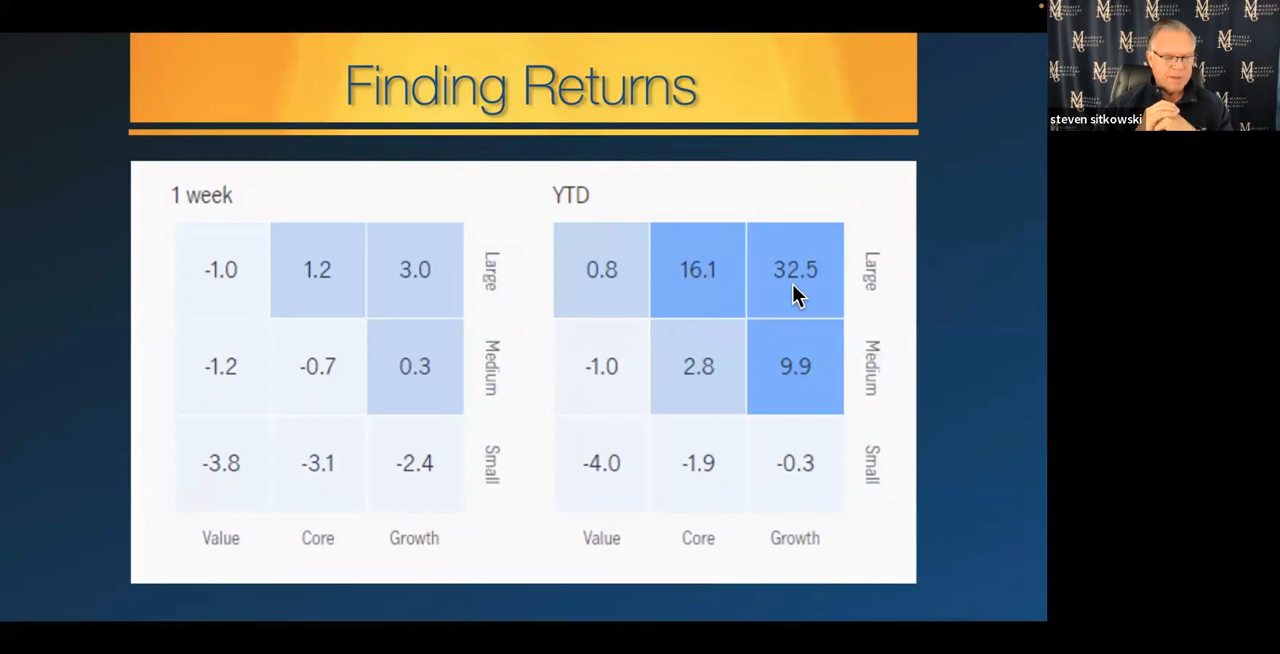 Finding Returns
1 week
-1.0 1.2 3.0 Large
-1.2 -0.7 0.3 Medium
-3.8 -3.1 -2.4 Small
Value Core Growth
YTD
0.8 16.1 32.5 Large
-1.0 2.8 9.9 Medium
-4.0 -1.9 -0.3 Small
Value Core Growth
steven sitkowski